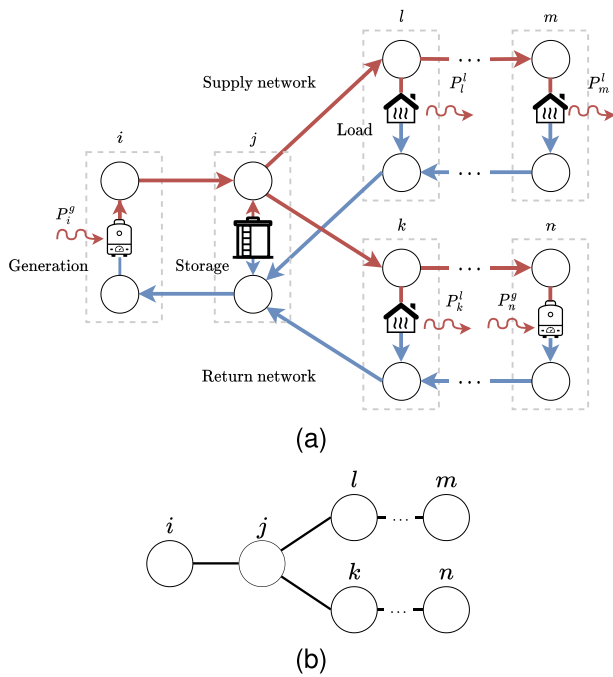 l
m
Supply network
...
P_l^l
P_m^l
i
j
Load
P_i^g
...
k
n
Generation
Storage
...
P_k^l
P_n^g
Return network
...
(a)
l
m
i
j
...
k
n
...
(b)